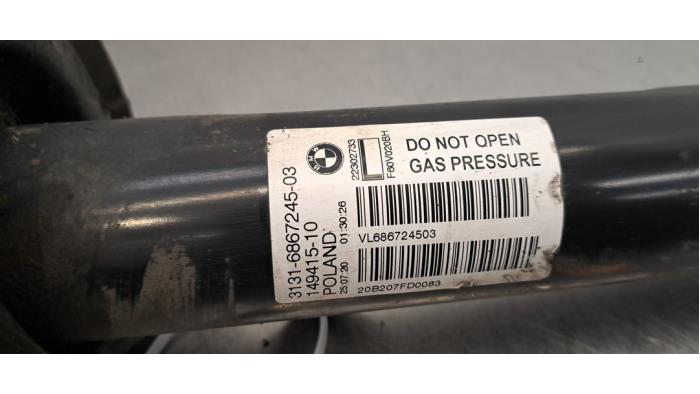 BMW
22302733
F60V020BH
DO NOT OPEN
GAS PRESSURE
3131-6867245-03
149415-10
POLAND:
25:07:20 01:30:26
VL686724503
20B207FD0083